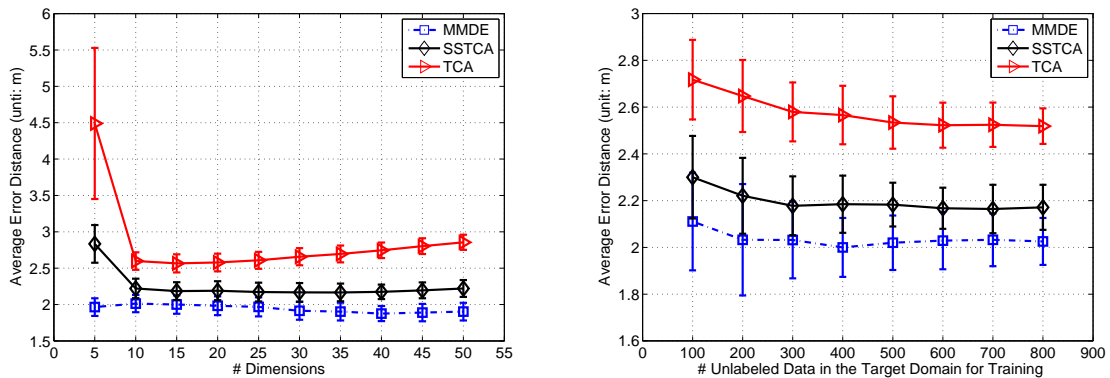 6
5.5
5
4.5
4
3.5
3
2.5
2
1.5
0 5 10 15 20 25 30 35 40 45 50 55
# Dimensions
Average Error Distance (unti: m)
MMDE
SSTCA
TCA
3
2.8
2.6
2.4
2.2
2
1.8
1.6
0 100 200 300 400 500 600 700 800 900
# Unlabeled Data in the Target Domain for Training
Average Error Distance (unit: m)
MMDE
SSTCA
TCA